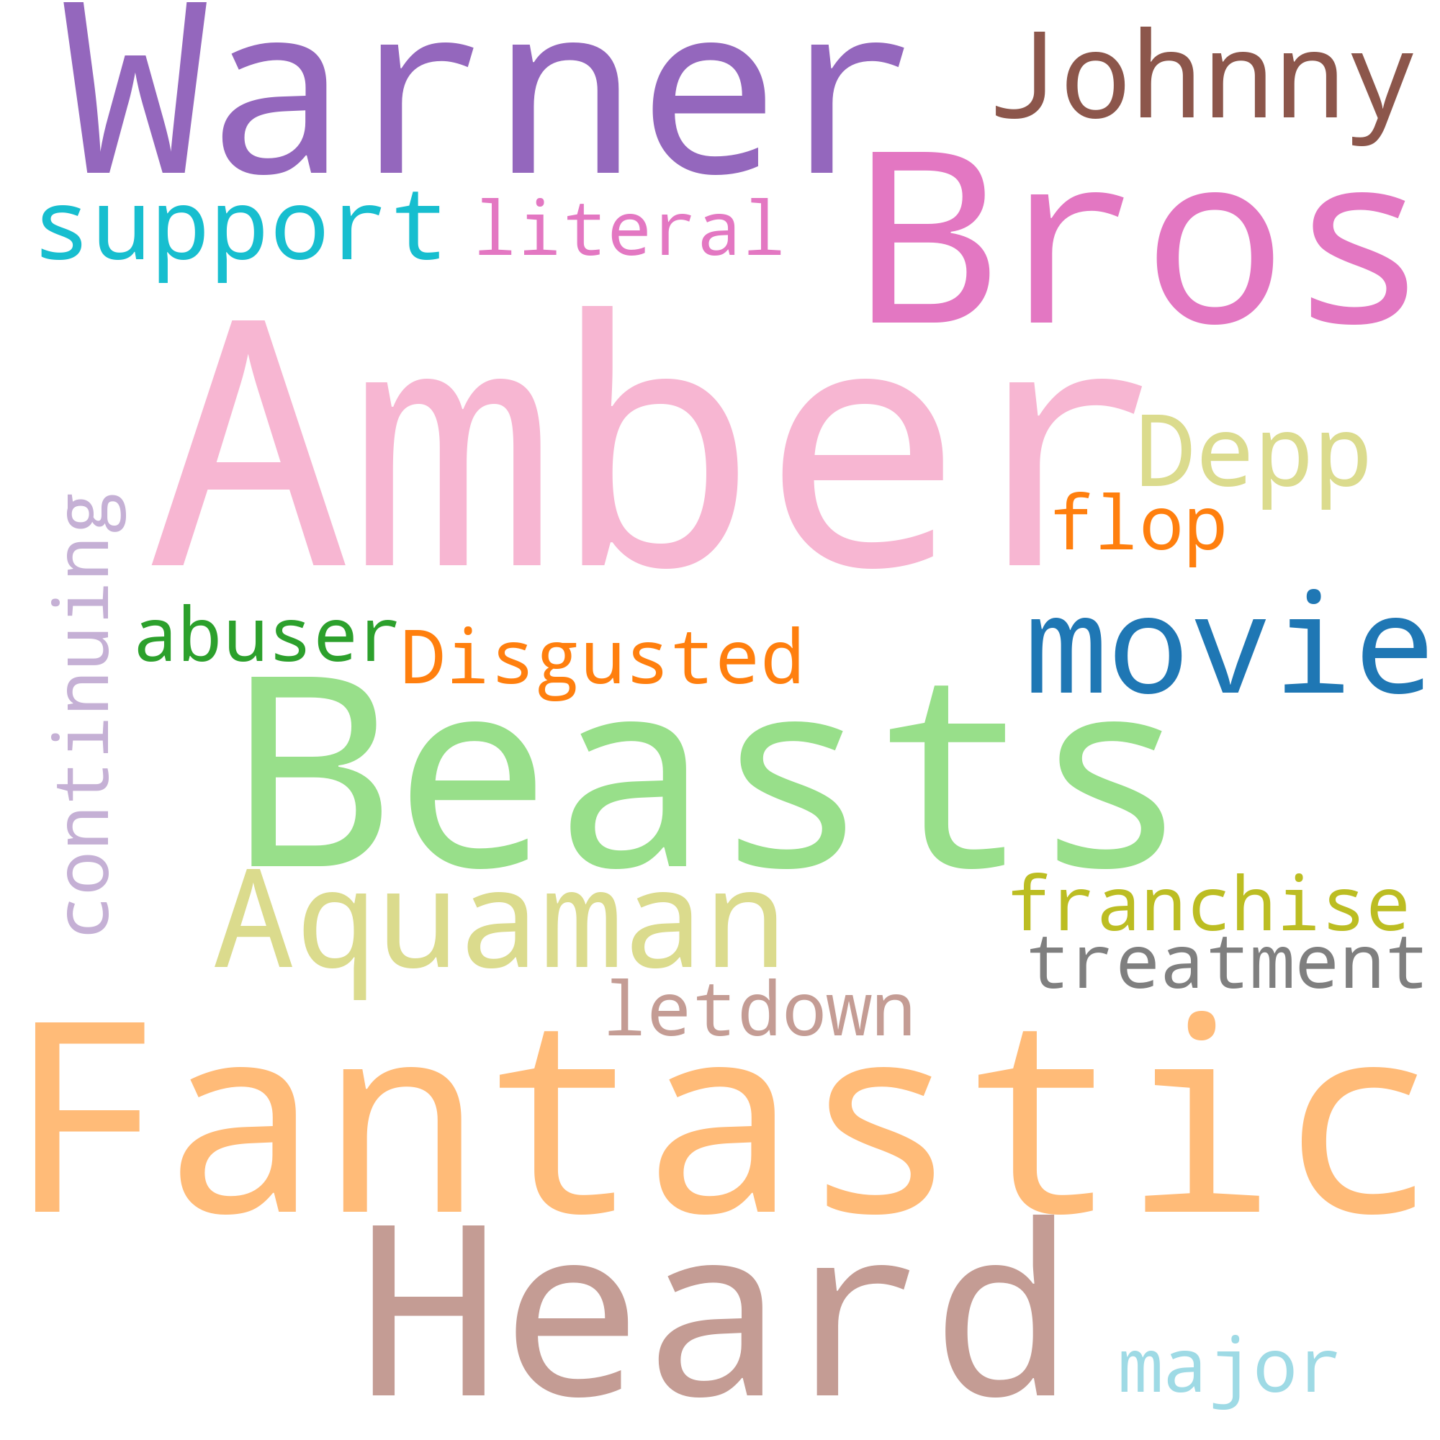 Warner
Johnny
Bros
support
literal
Amber
Depp
flop
continuing
abuser
Disgusted
movie
Beasts
Aquaman
franchise
treatment
letdown
Fantastic
Heard
major